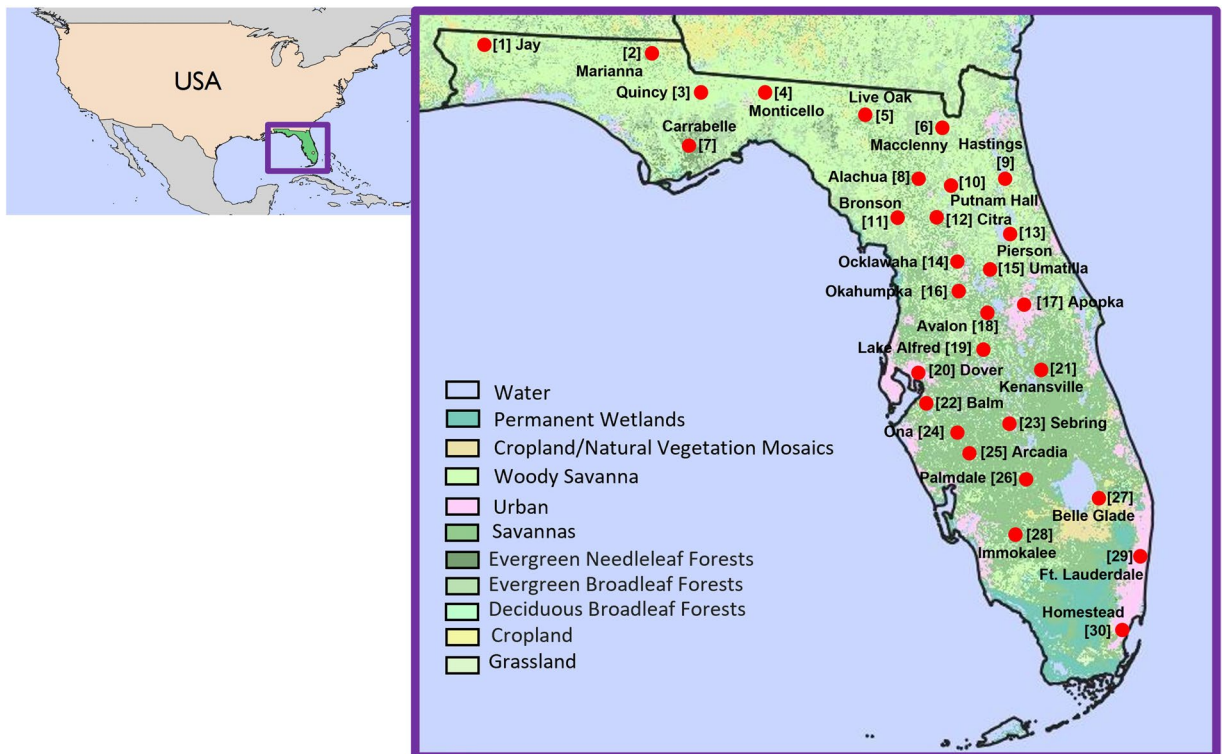 USA
[1] Jay
[2]
Marianna
Quincy [3]
[4]
Monticello
Live Oak
[5]
[6]
Macclenny
Carrabelle
[7]
Hastings
[9]
Alachua [8]
[10]
Putnam Hall
Bronson
[11]
[12] Citra
[13]
Pierson
Ocklawaha [14]
[15] Umatilla
Okahumpka [16]
[17] Apopka
Avalon [18]
Lake Alfred [19]
[20] Dover
[21]
Kenansville
[22] Balm
[23] Sebring
Ona [24]
[25] Arcadia
Palmdale [26]
[27]
Belle Glade
[28]
Immokalee
[29]
Ft. Lauderdale
Homestead
[30]
Water
Permanent Wetlands
Cropland/Natural Vegetation Mosaics
Woody Savanna
Urban
Savannas
Evergreen Needleleaf Forests
Evergreen Broadleaf Forests
Deciduous Broadleaf Forests
Cropland
Grassland